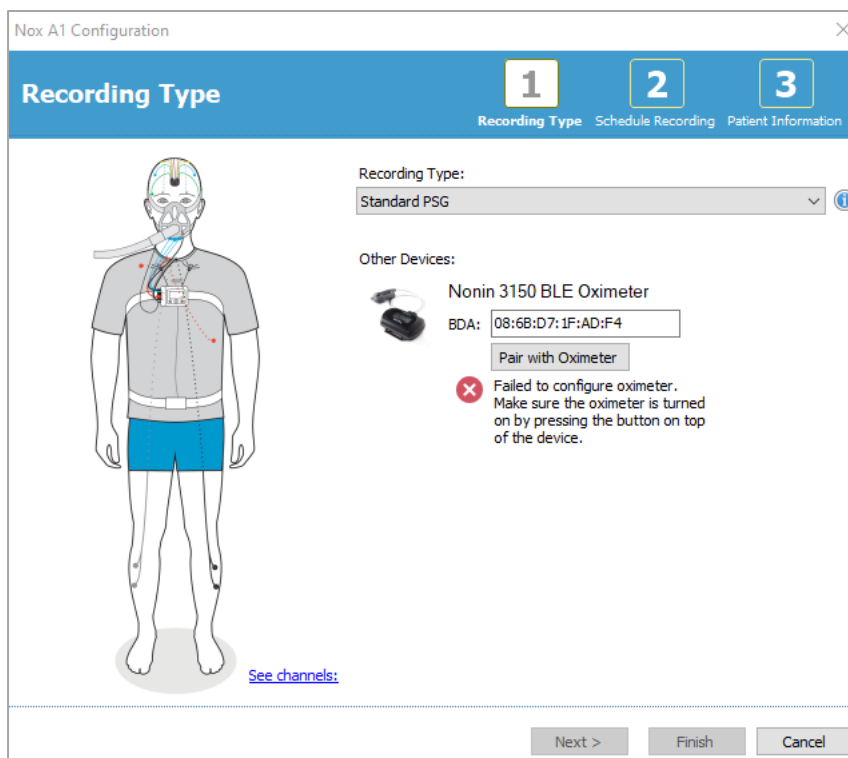 Nox A1 Configuration
Recording Type
1
Recording Type
2
Schedule Recording
3
Patient Information
Recording Type:
Standard PSG
Other Devices:
Nonin 3150 BLE Oximeter
BDA: 08:6B:D7:1F:AD:F4
Pair with Oximeter
Failed to configure oximeter.
Make sure the oximeter is turned
on by pressing the button on top
of the device.
See channels:
Next >
Finish
Cancel